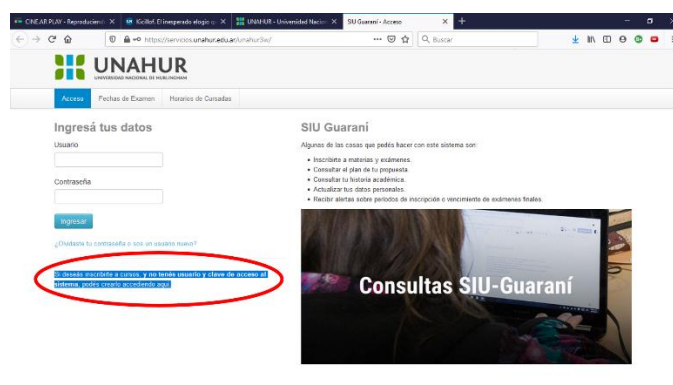 CINE.AR PLAY - Reproduciendo
Kicillof: El inesperado elogio
UNAHUR - Universidad Nacion
SIU Guaraní - Acceso
https://servicios.unahur.edu.ar/unahur3w/
Buscar
UNAHUR
UNIVERSIDAD NACIONAL DE HURLINGHAM
Acceso Fechas de Examen Horarios de Cursadas
Ingresá tus datos
Usuario
Contraseña
Ingresar
¿Olvidaste tu contraseña o sos un usuario nuevo?
Si deseás inscribirte a cursos, y no tenés usuario y clave de acceso al
sistema, podés crearlo accediendo aquí.
SIU Guaraní
Algunas de las cosas que podés hacer con este sistema son:
• Inscribirte a materias y exámenes.
• Consultar el plan de tu propuesta.
• Consultar tu historia académica.
• Actualizar tus datos personales.
• Recibir alertas sobre períodos de inscripción o vencimiento de exámenes finales.
Consultas SIU-Guaraní